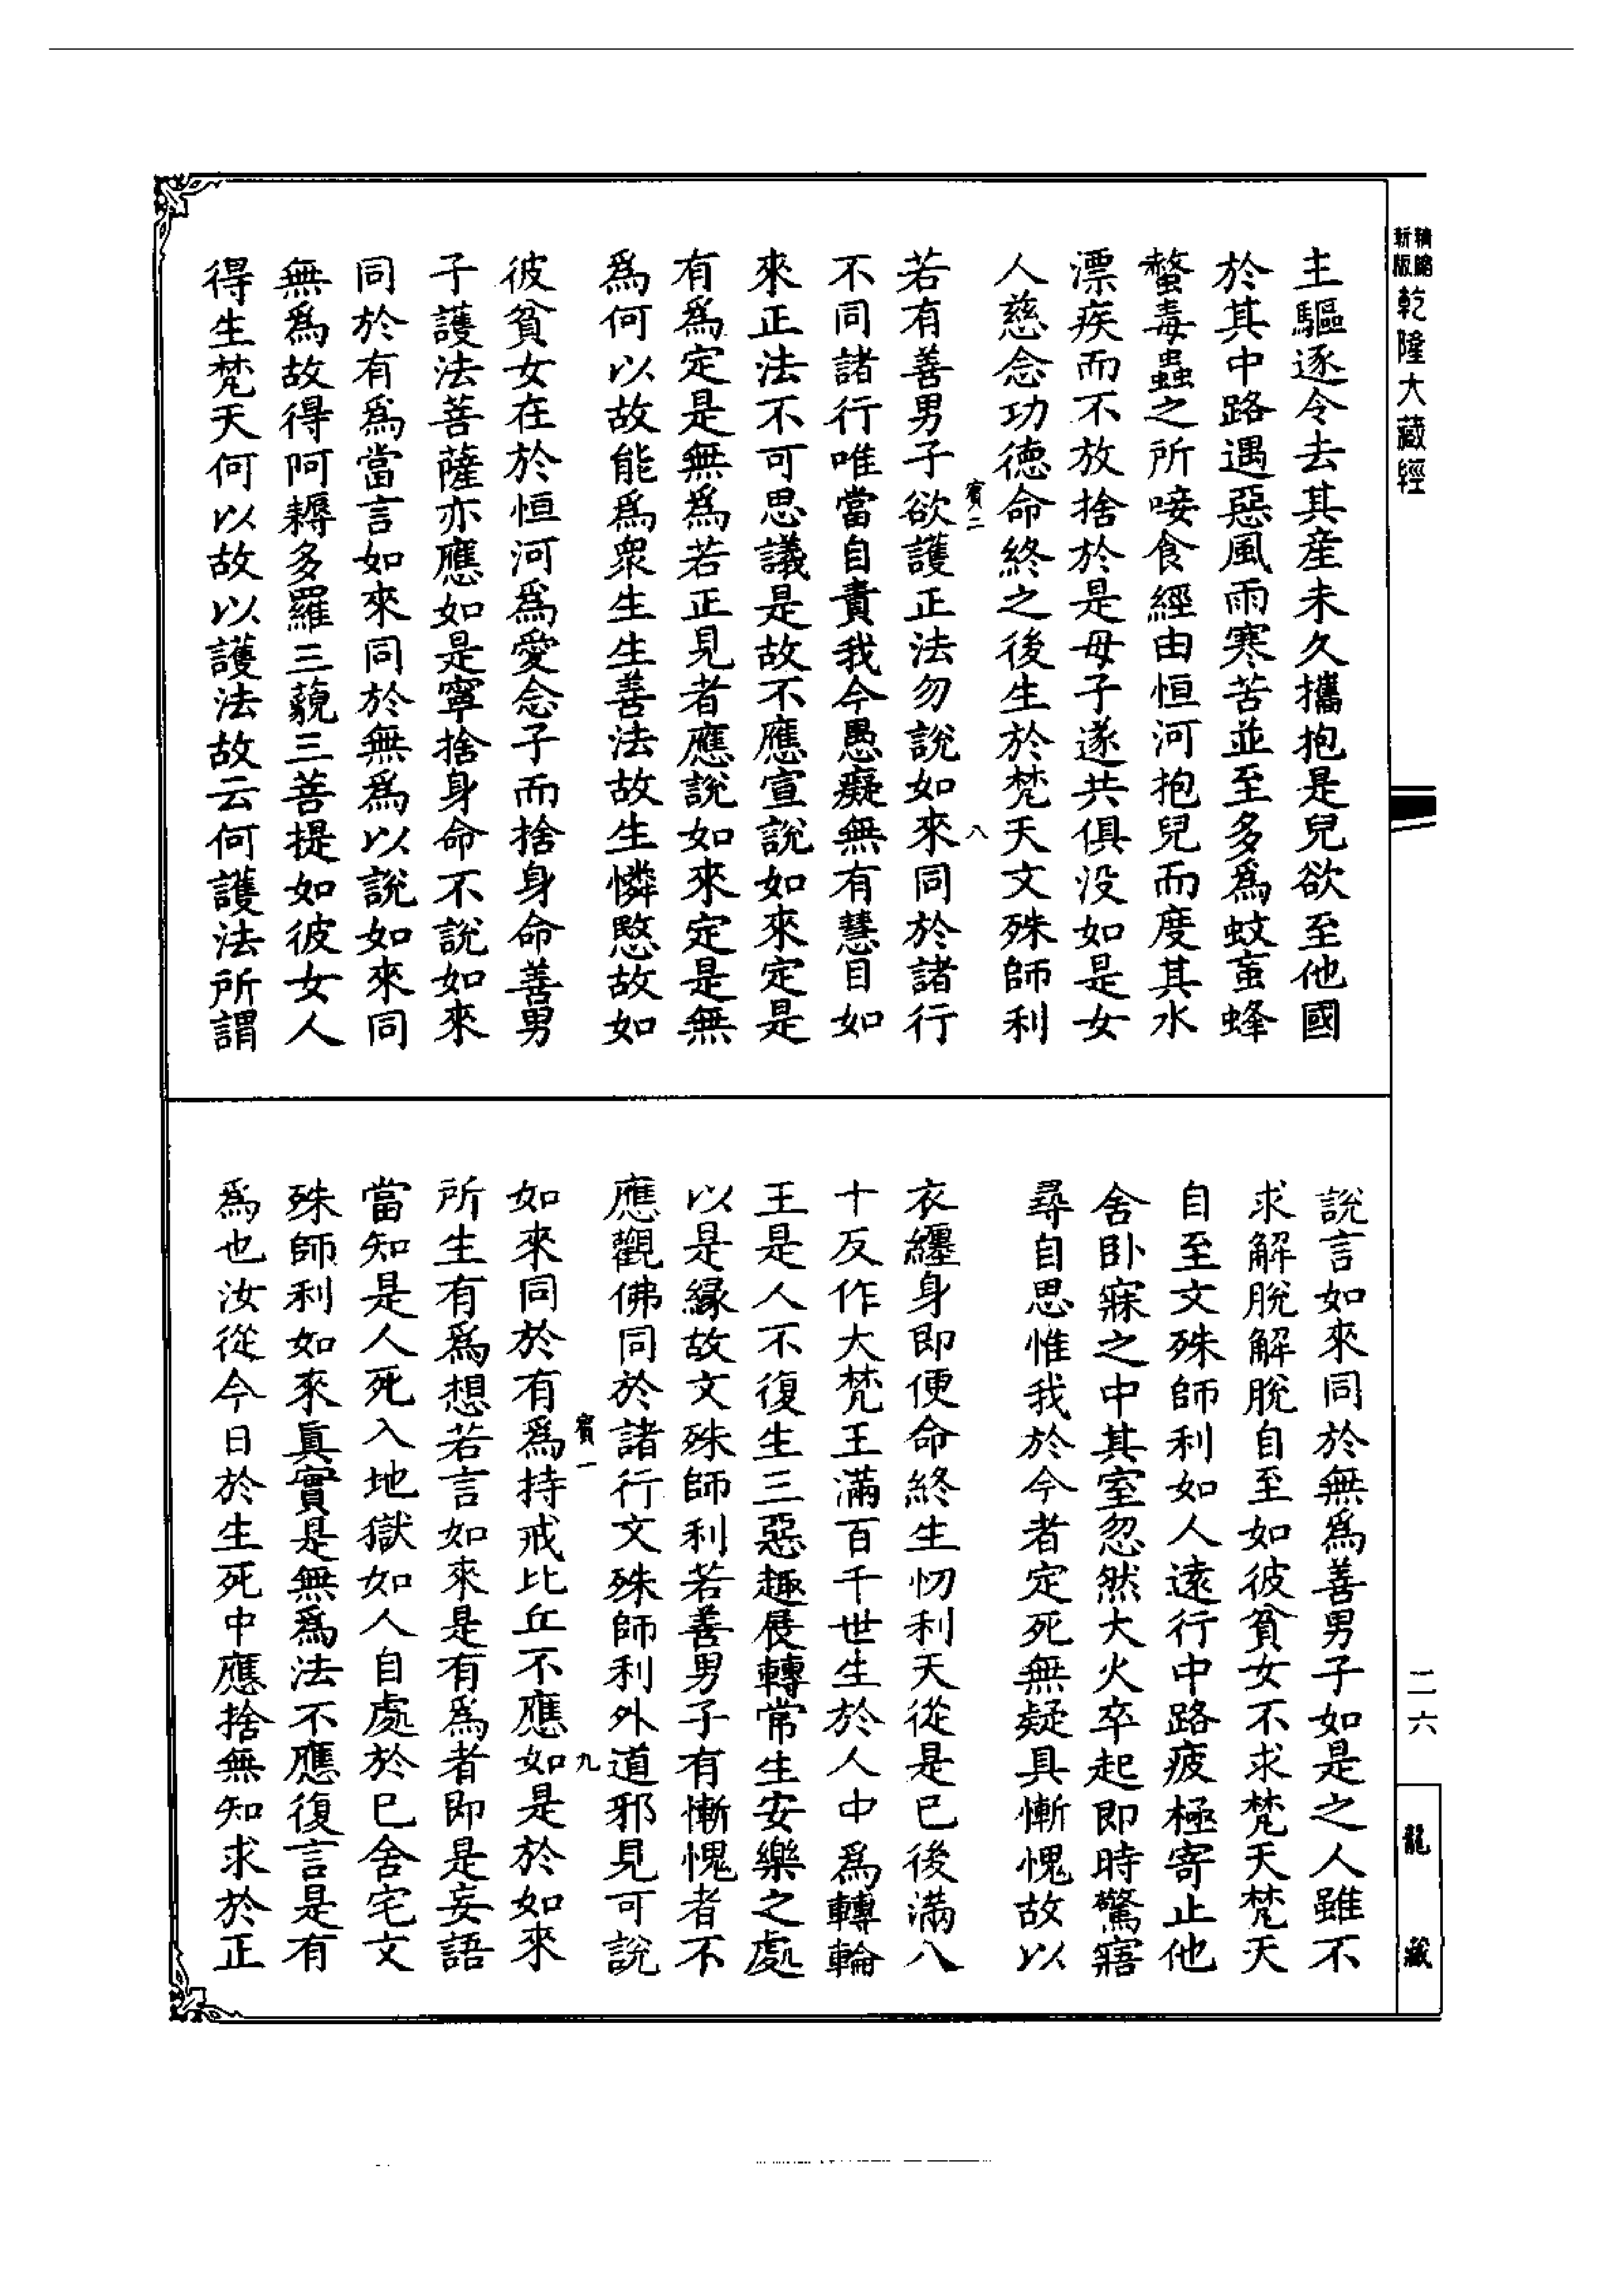 精縮
新版
乾隆大藏經
主驅逐令去其産未久攜抱是兒欲至他國
於其中路遇惡風雨寒苦並至多爲蚊䖟蜂
螫毒蟲之所唼食經由恒河抱兒而度其水
漂疾而不放捨於是母子遂共俱没如是女
人慈念功德命終之後生於梵天文殊師利
賓二
八
若有善男子欲護正法勿說如來同於諸行
不同諸行唯當自責我今愚癡無有慧目如
來正法不可思議是故不應宣說如來定是
有爲定是無爲若正見者應說如來定是無
爲何以故能爲衆生生善法故生憐愍故如
彼貧女在於恒河爲愛念子而捨身命善男
子護法菩薩亦應如是寧捨身命不說如來
同於有爲當言如來同於無爲以說如來同
無爲故得阿耨多羅三藐三菩提如彼女人
得生梵天何以故以護法故云何護法所謂
說言如來同於無爲善男子如是之人雖不
求解脫解脫自至如彼貧女不求梵天梵天
自至文殊師利如人遠行中路疲極寄止他
舍卧寐之中其室忽然大火卒起即時驚寤
尋自思惟我於今者定死無疑具慚愧故以
衣纒身即便命終生忉利天從是已後滿八
十反作大梵王滿百千世生於人中爲轉輪
王是人不復生三惡趣展轉常生安樂之處
以是緣故文殊師利若善男子有慚愧者不
應觀佛同於諸行文殊師利外道邪見可說
賓一
九
如來同於有爲持戒比丘不應如是於如來
所生有爲想若言如來是有爲者即是妄語
當知是人死入地獄如人自處於已舍宅文
殊師利如來眞實是無爲法不應復言是有
爲也汝從今日於生死中應捨無知求於正
二六
龍藏